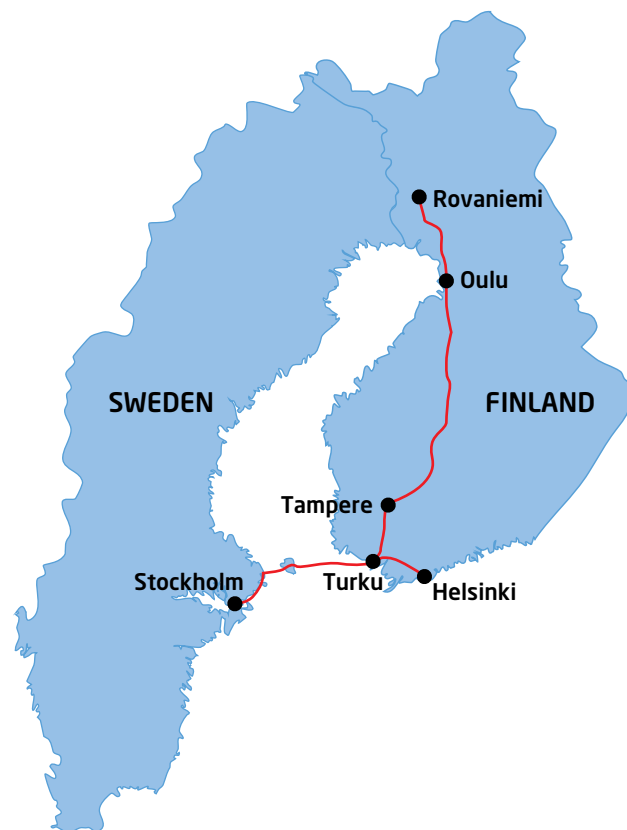 Rovaniemi
Oulu
SWEDEN
FINLAND
Tampere
Turku
Stockholm
Helsinki